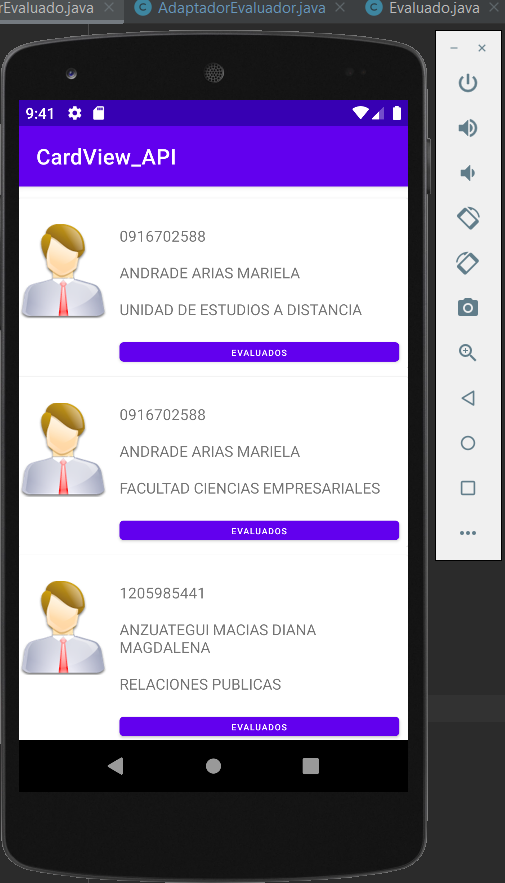 rEvaluado.java
AdaptadorEvaluador.java
Evaluado.java
9:41
CardView_API
0916702588
ANDRADE ARIAS MARIELA
UNIDAD DE ESTUDIOS A DISTANCIA
EVALUADOS
0916702588
ANDRADE ARIAS MARIELA
FACULTAD CIENCIAS EMPRESARIALES
EVALUADOS
1205985441
ANZUATEGUI MACIAS DIANA
MAGDALENA
RELACIONES PUBLICAS
EVALUADOS